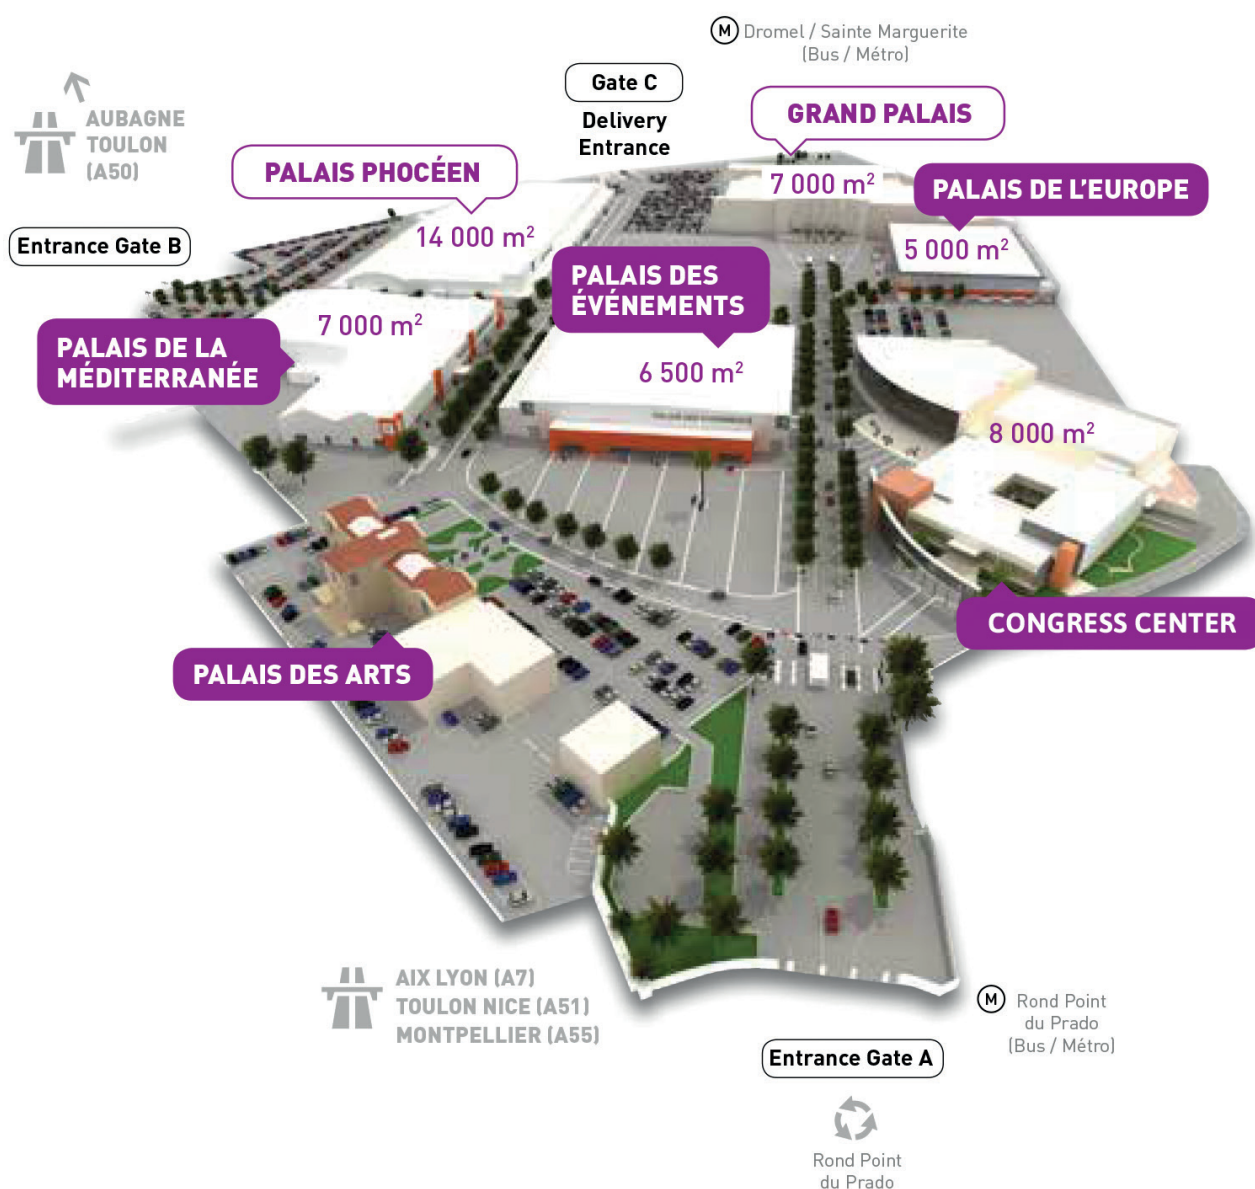 Dromel / Sainte Marguerite
(Bus / Métro)
Gate C
Delivery
Entrance
GRAND PALAIS
7 000 m²
AUBAGNE
TOULON
(A50)
PALAIS PHOCÉEN
14 000 m²
PALAIS DE L'EUROPE
5 000 m²
Entrance Gate B
PALAIS DES
ÉVÉNEMENTS
6 500 m²
7 000 m²
PALAIS DE LA
MÉDITERRANÉE
8 000 m²
CONGRESS CENTER
PALAIS DES ARTS
AIX LYON (A7)
TOULON NICE (A51)
MONTPELLIER (A55)
M
M
Rond Point
du Prado
(Bus / Métro)
Entrance Gate A
Rond Point
du Prado